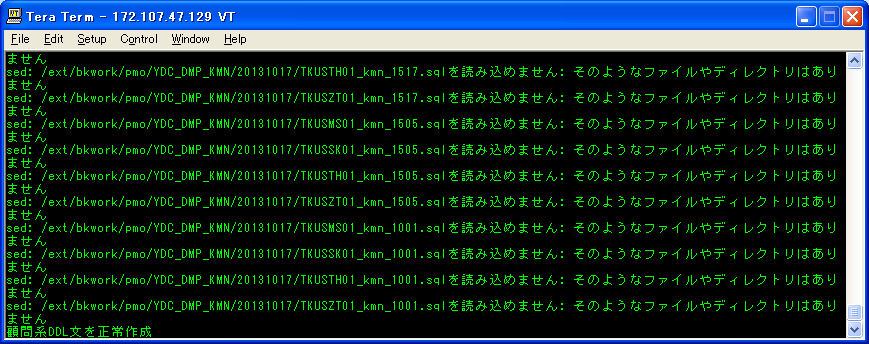 Tera Term - 172.107.47.129 VT
File Edit Setup Control Window Help
ません
sed: /ext/bkwork/pmo/YDC_DMP_KMN/20131017/TKUSTH01_kmn_1517.sqlを読み込めません: そのようなファイルやディレクトリはあり
ません
sed: /ext/bkwork/pmo/YDC_DMP_KMN/20131017/TKUSZT01_kmn_1517.sqlを読み込めません: そのようなファイルやディレクトリはあり
ません
sed: /ext/bkwork/pmo/YDC_DMP_KMN/20131017/TKUSMS01_kmn_1505.sqlを読み込めません: そのようなファイルやディレクトリはあり
ません
sed: /ext/bkwork/pmo/YDC_DMP_KMN/20131017/TKUSSK01_kmn_1505.sqlを読み込めません: そのようなファイルやディレクトリはあり
ません
sed: /ext/bkwork/pmo/YDC_DMP_KMN/20131017/TKUSTH01_kmn_1505.sqlを読み込めません: そのようなファイルやディレクトリはあり
ません
sed: /ext/bkwork/pmo/YDC_DMP_KMN/20131017/TKUSZT01_kmn_1505.sqlを読み込めません: そのようなファイルやディレクトリはあり
ません
sed: /ext/bkwork/pmo/YDC_DMP_KMN/20131017/TKUSMS01_kmn_1001.sqlを読み込めません: そのようなファイルやディレクトリはあり
ません
sed: /ext/bkwork/pmo/YDC_DMP_KMN/20131017/TKUSSK01_kmn_1001.sqlを読み込めません: そのようなファイルやディレクトリはあり
ません
sed: /ext/bkwork/pmo/YDC_DMP_KMN/20131017/TKUSTH01_kmn_1001.sqlを読み込めません: そのようなファイルやディレクトリはあり
ません
sed: /ext/bkwork/pmo/YDC_DMP_KMN/20131017/TKUSZT01_kmn_1001.sqlを読み込めません: そのようなファイルやディレクトリはあり
ません
顧問系DDL文を正常作成